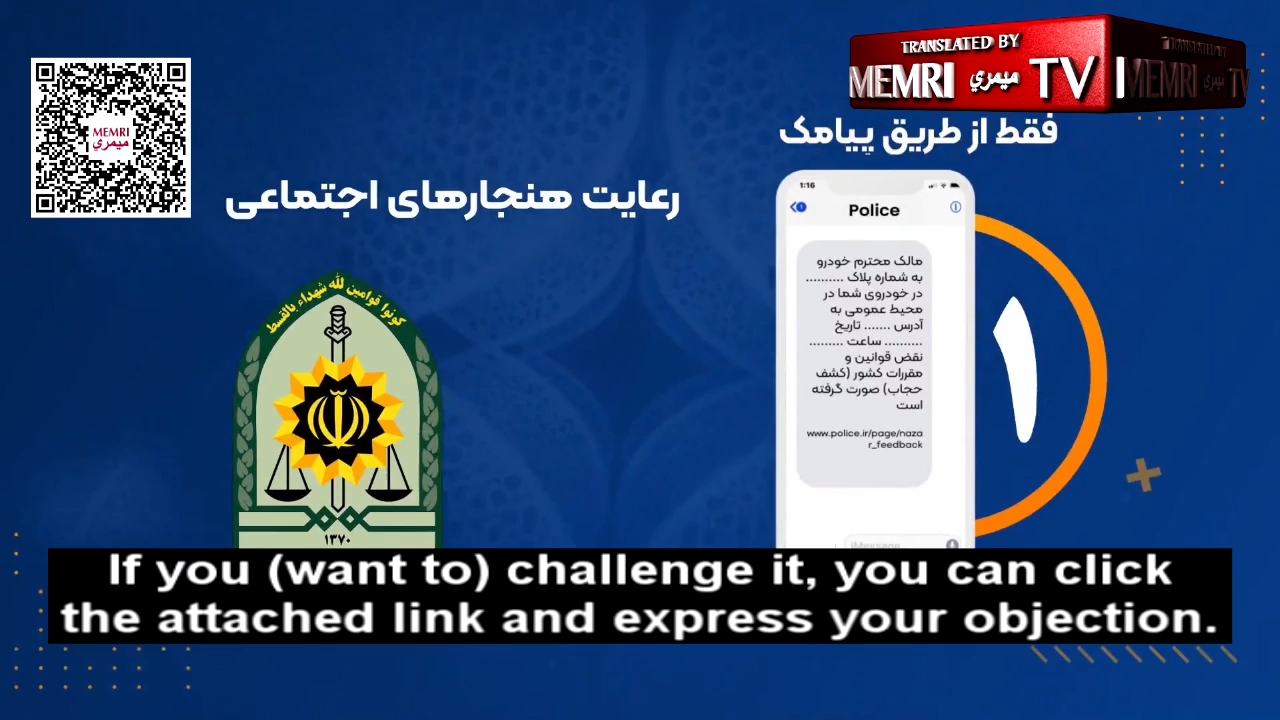 TRANSLATED BY
MEMRI ميمري TV
MEMRI
ميمري
فقط از طریق پیامک
رعایت هنجارهای اجتماعی
1:16
Police
مالک محترم خودرو
به شماره پلاک ..........
در خودروی شما در
محیط عمومی به
آدرس ....... تاریخ
.......... ساعت .........
نقض قوانین و
مقررات کشور (کشف
حجاب) صورت گرفته
است
www.police.ir/page/naza
r_feedback
iMessage
۱
كونوا قوامين لله شهداء بالقسط
۱۳۷۰
If you (want to) challenge it, you can click
the attached link and express your objection.